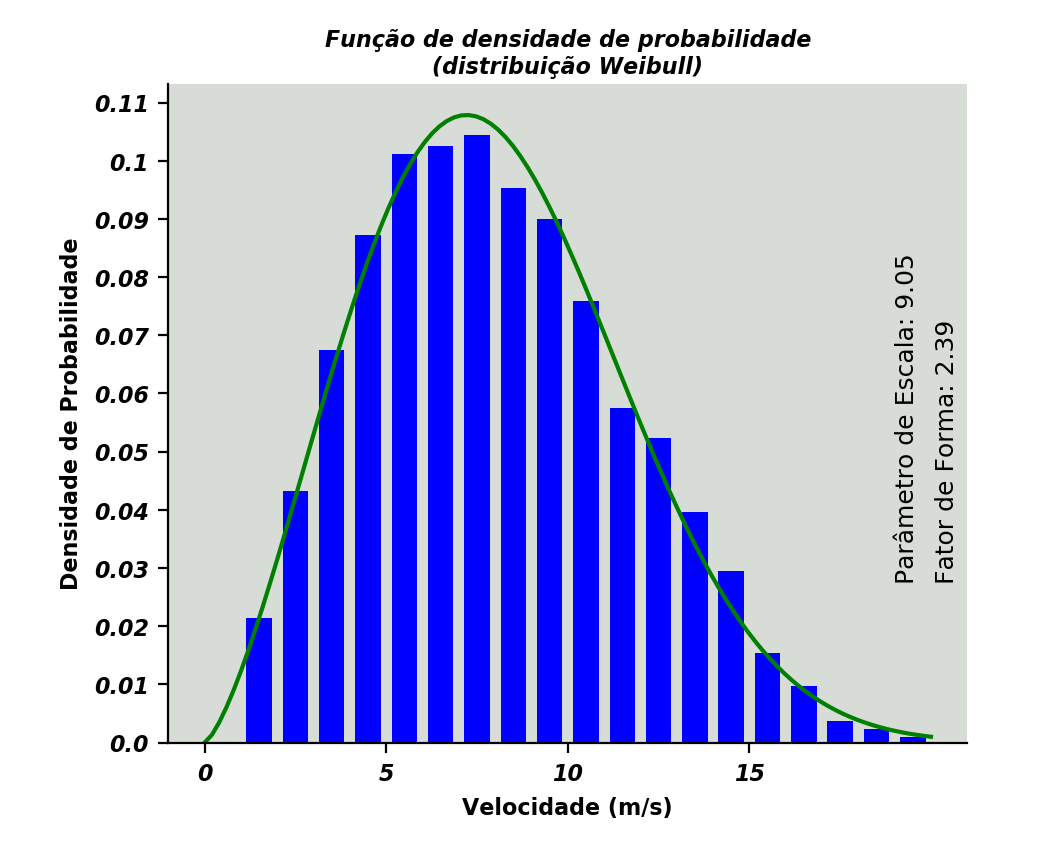 Função de densidade de probabilidade
(distribuição Weibull)
Densidade de Probabilidade
0.11
0.1
0.09
0.08
0.07
0.06
0.05
0.04
0.03
0.02
0.01
0.0
0
5
10
15
Velocidade (m/s)
Parâmetro de Escala: 9.05
Fator de Forma: 2.39